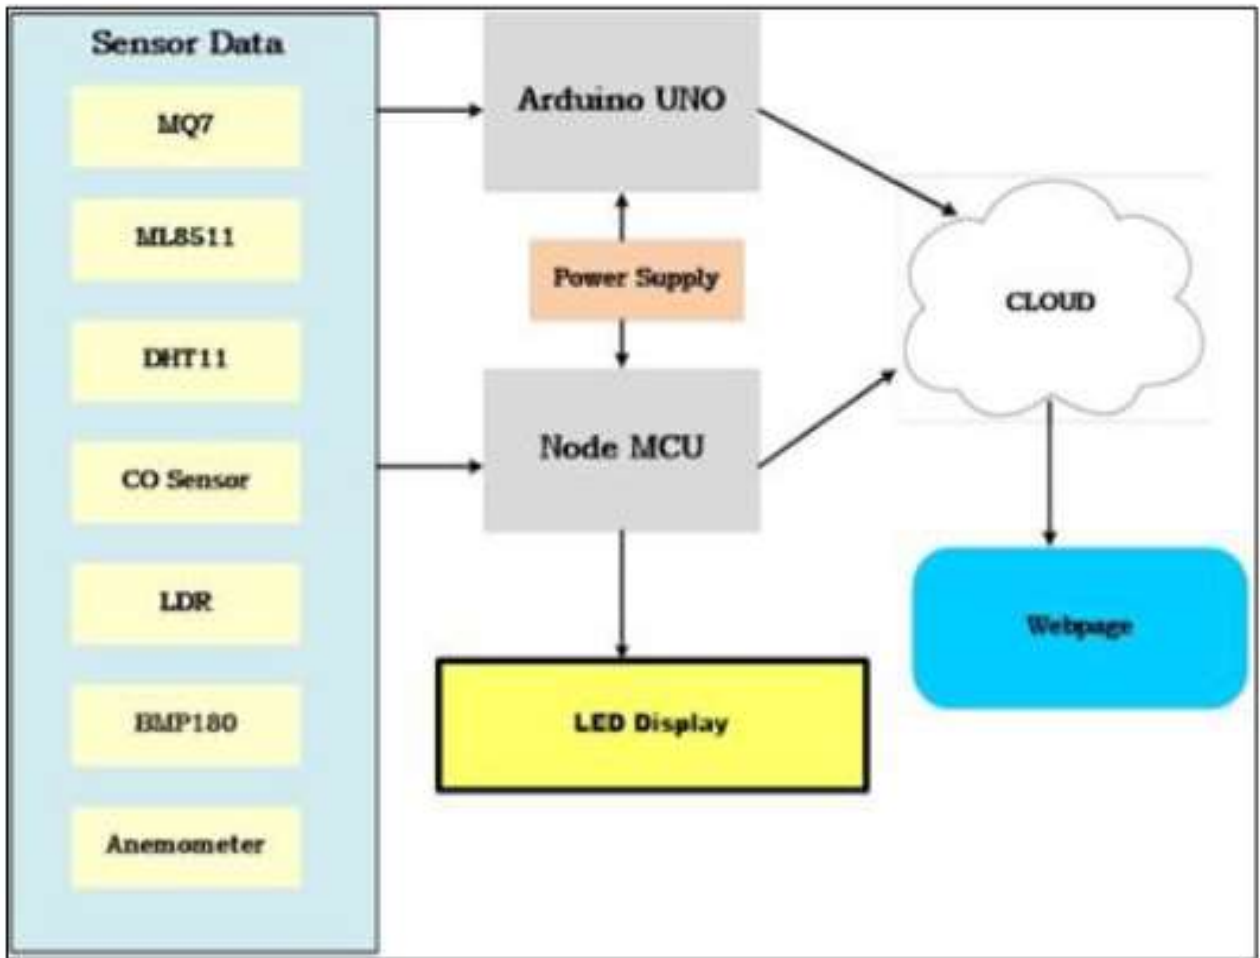 Sensor Data
MQ7
ML8511
DHT11
CO Sensor
LDR
BMP180
Anemometer
Arduino UNO
Power Supply
Node MCU
LED Display
CLOUD
Webpage